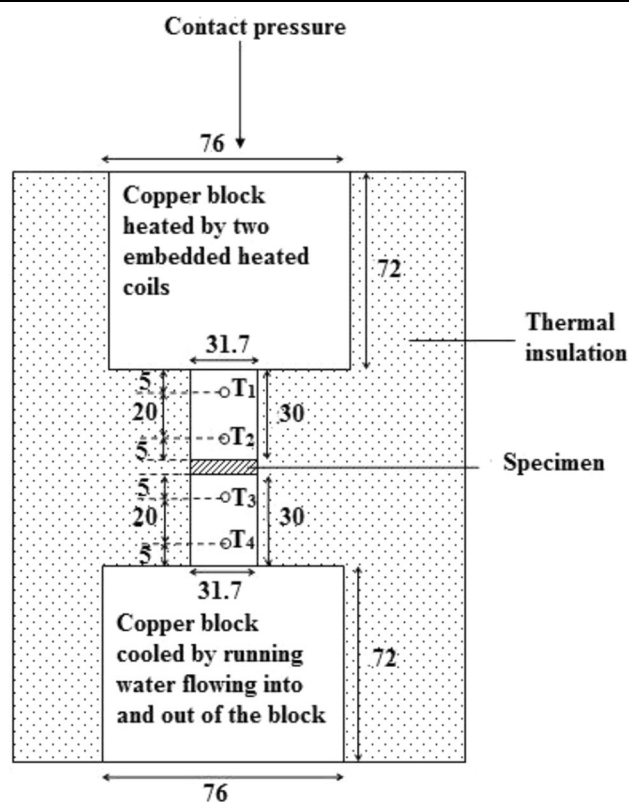 Contact pressure
76
Copper block
heated by two
embedded heated
coils
72
Thermal
insulation
31.7
5
T1
20
30
T2
5
Specimen
5
T3
20
30
T4
5
31.7
Copper block
cooled by running
water flowing into
and out of the block
72
76